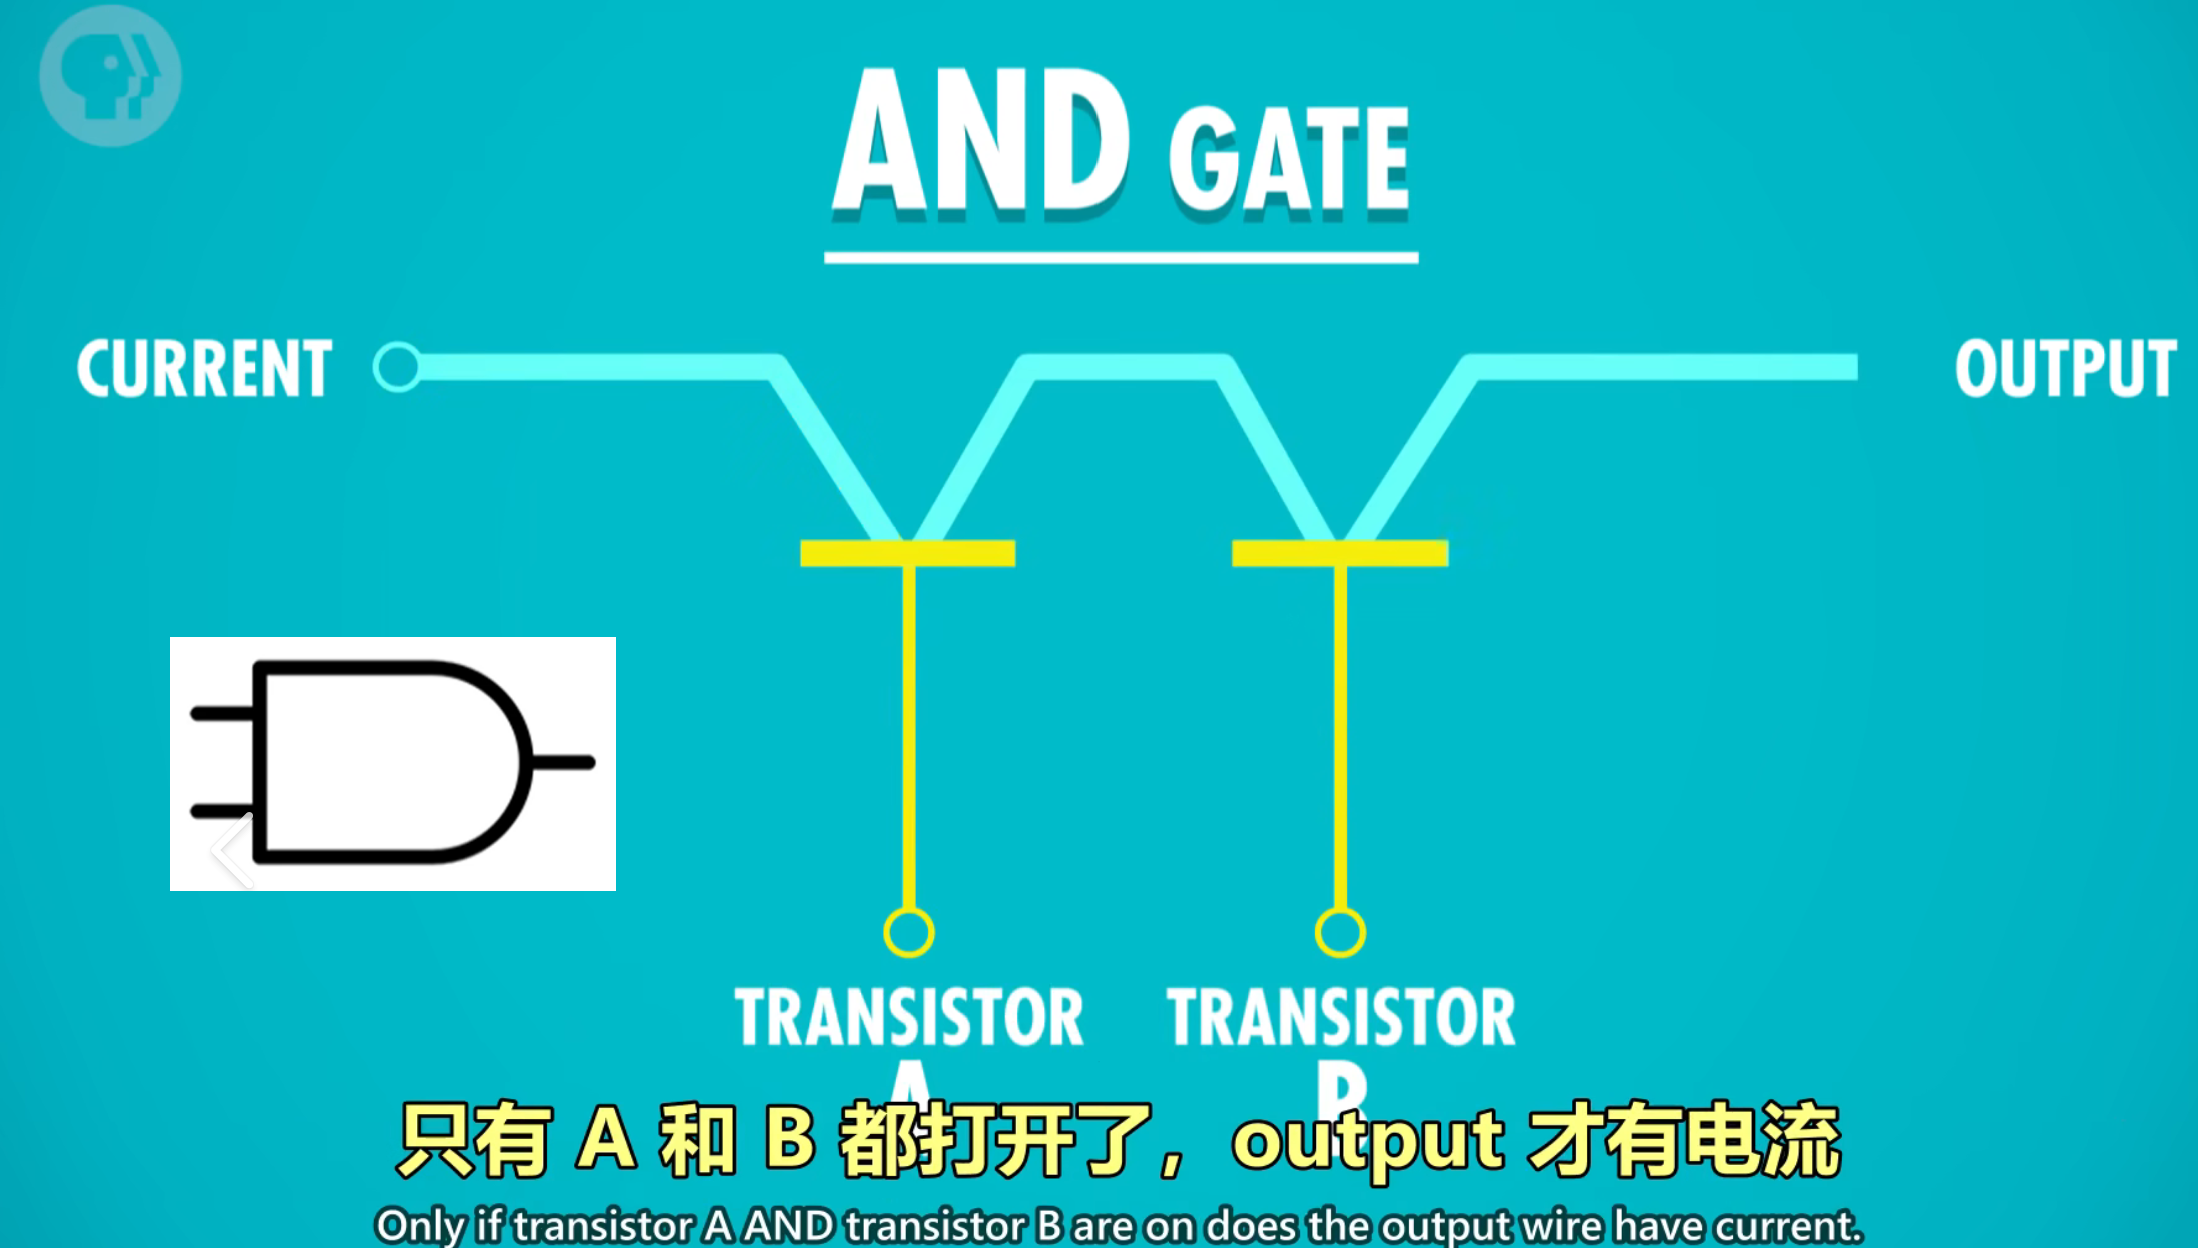 AND GATE
CURRENT
OUTPUT
TRANSISTOR
A
TRANSISTOR
B
只有 A 和 B 都打开了，output 才有电流
Only if transistor A AND transistor B are on does the output wire have current.